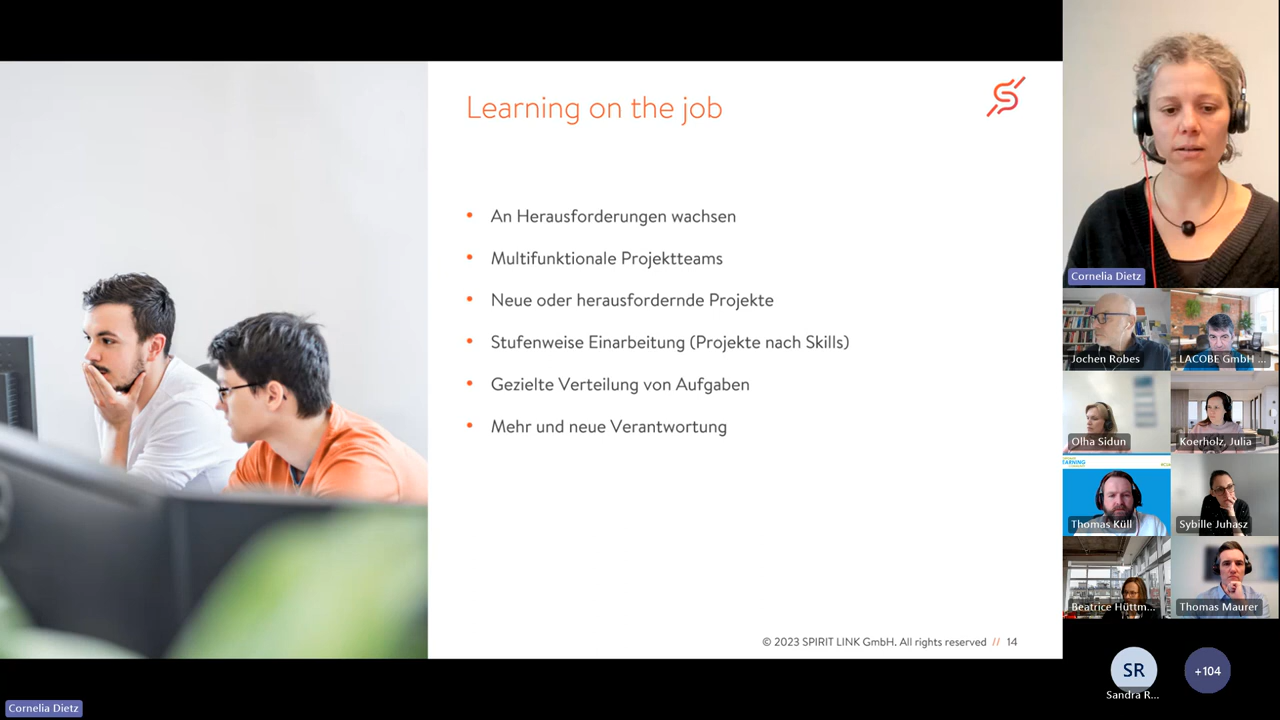 Learning on the job
• An Herausforderungen wachsen
• Multifunktionale Projektteams
• Neue oder herausfordernde Projekte
• Stufenweise Einarbeitung (Projekte nach Skills)
• Gezielte Verteilung von Aufgaben
• Mehr und neue Verantwortung
© 2023 SPIRIT LINK GmbH. All rights reserved // 14
Cornelia Dietz
Cornelia Dietz
Jochen Robes
LACOBE GmbH ...
Olha Sidun
Koerholz, Julia
Thomas Küll
Sybille Juhasz
Beatrice Hüttm...
Thomas Maurer
SR
Sandra R...
+104